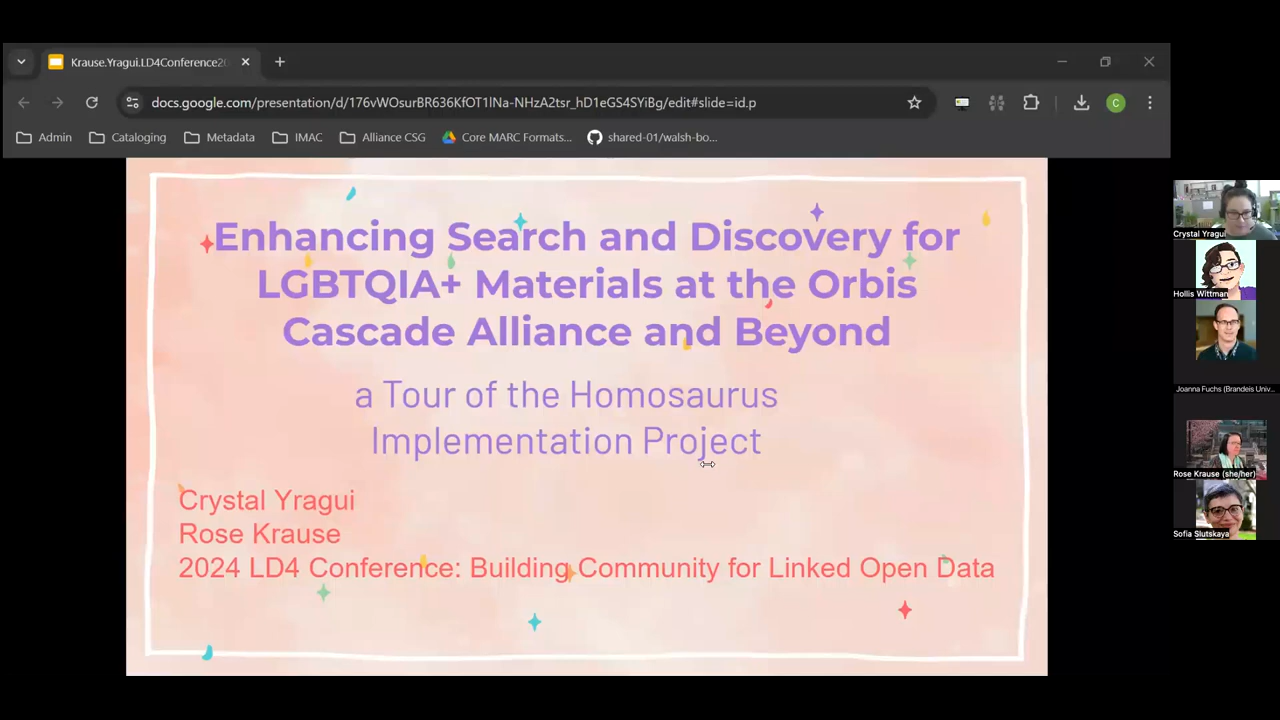 Krause.Yragui.LD4Conference20
docs.google.com/presentation/d/176vWOsurBR636KfOT1lNa-NHzA2tsr_hD1eGS4SYiBg/edit#slide=id.p
C
Admin
Cataloging
Metadata
IMAC
Alliance CSG
Core MARC Formats...
shared-01/walsh-bo...
Enhancing Search and Discovery for
LGBTQIA+ Materials at the Orbis
Cascade Alliance and Beyond
a Tour of the Homosaurus
Implementation Project
Crystal Yragui
Rose Krause
2024 LD4 Conference: Building Community for Linked Open Data
Crystal Yragui
Hollis Wittman
Joanna Fuchs (Brandeis Univ...
Rose Krause (she/her)
Sofia Slutskaya